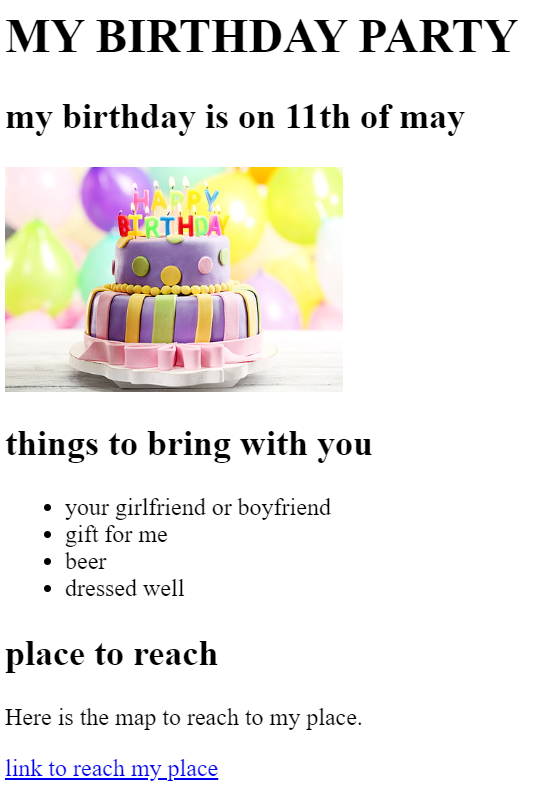 MY BIRTHDAY PARTY
my birthday is on 11th of may
HAPPY
BIRTHDAY
things to bring with you
your girlfriend or boyfriend
gift for me
beer
dressed well
place to reach
Here is the map to reach to my place.
link to reach my place